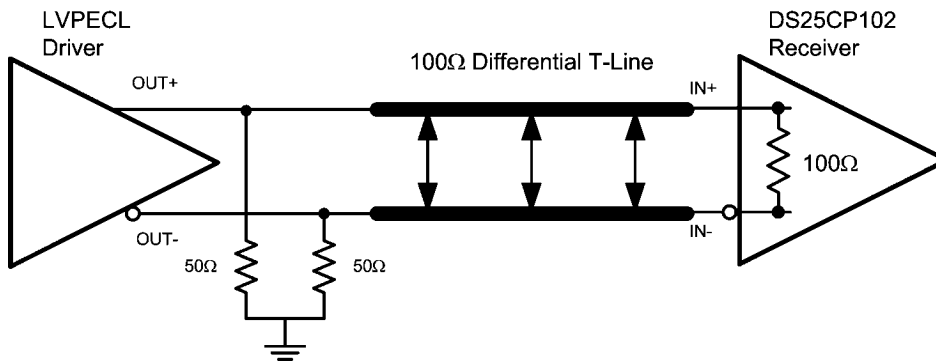 LVPECL
Driver
DS25CP102
Receiver
100Ω Differential T-Line
OUT+
IN+
100Ω
OUT-
IN-
50Ω
50Ω